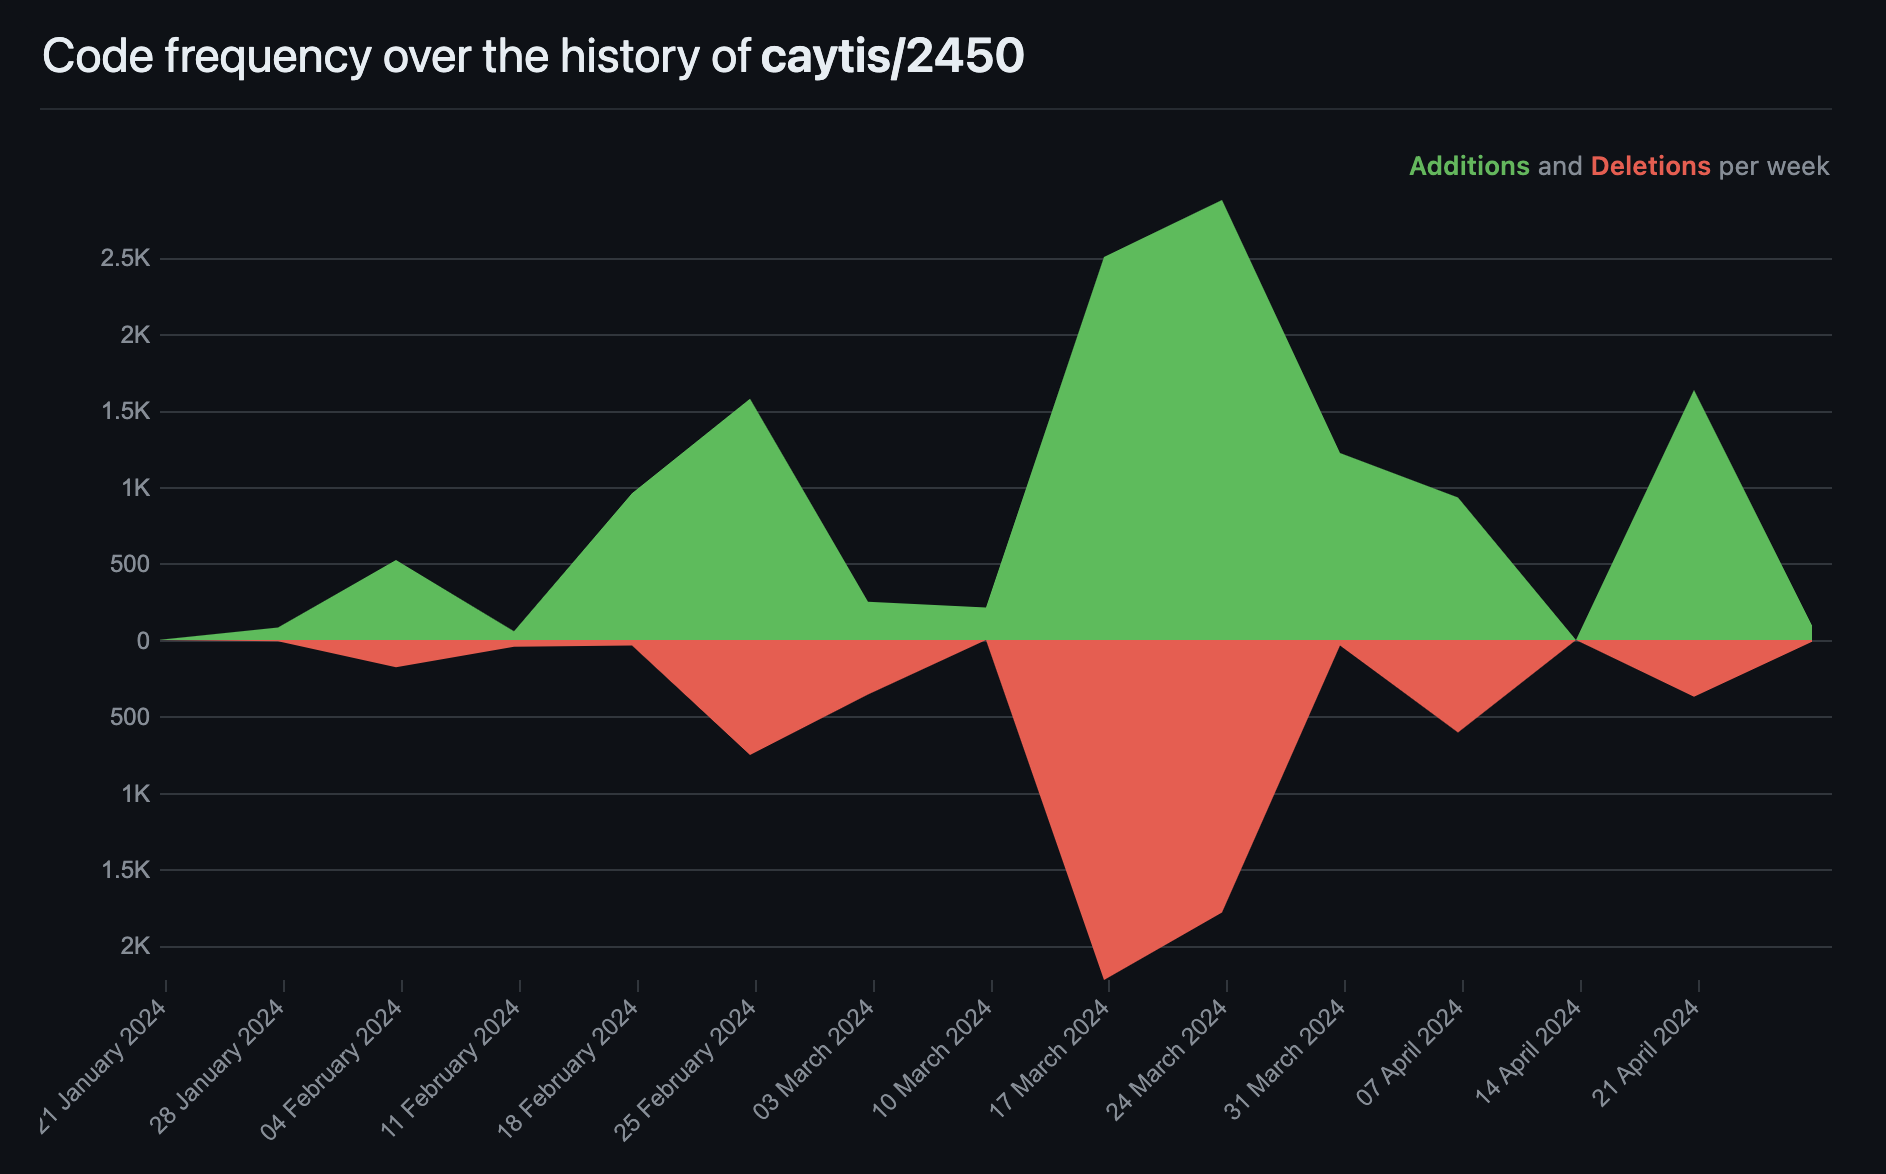 Code frequency over the history of caytis/2450
Additions and Deletions per week
2.5K
2K
1.5K
1K
500
0
500
1K
1.5K
2K
21 January 2024
28 January 2024
04 February 2024
11 February 2024
18 February 2024
25 February 2024
03 March 2024
10 March 2024
17 March 2024
24 March 2024
31 March 2024
07 April 2024
14 April 2024
21 April 2024